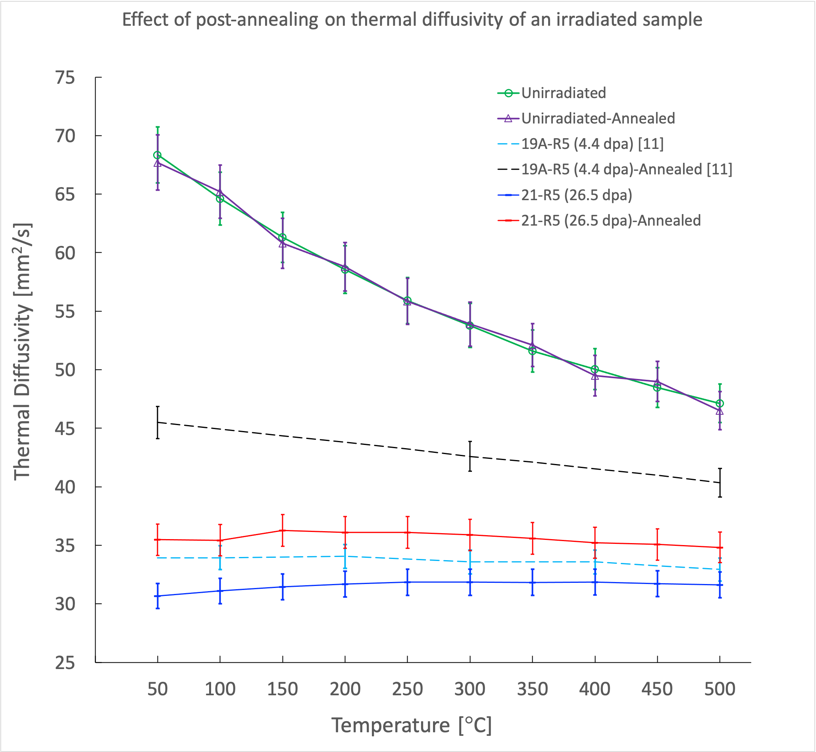 Effect of post-annealing on thermal diffusivity of an irradiated sample
Unirradiated
Unirradiated-Annealed
19A-R5 (4.4 dpa) [11]
19A-R5 (4.4 dpa)-Annealed [11]
21-R5 (26.5 dpa)
21-R5 (26.5 dpa)-Annealed
Thermal Diffusivity [mm²/s]
75
70
65
60
55
50
45
40
35
30
25
50 100 150 200 250 300 350 400 450 500
Temperature [°C]